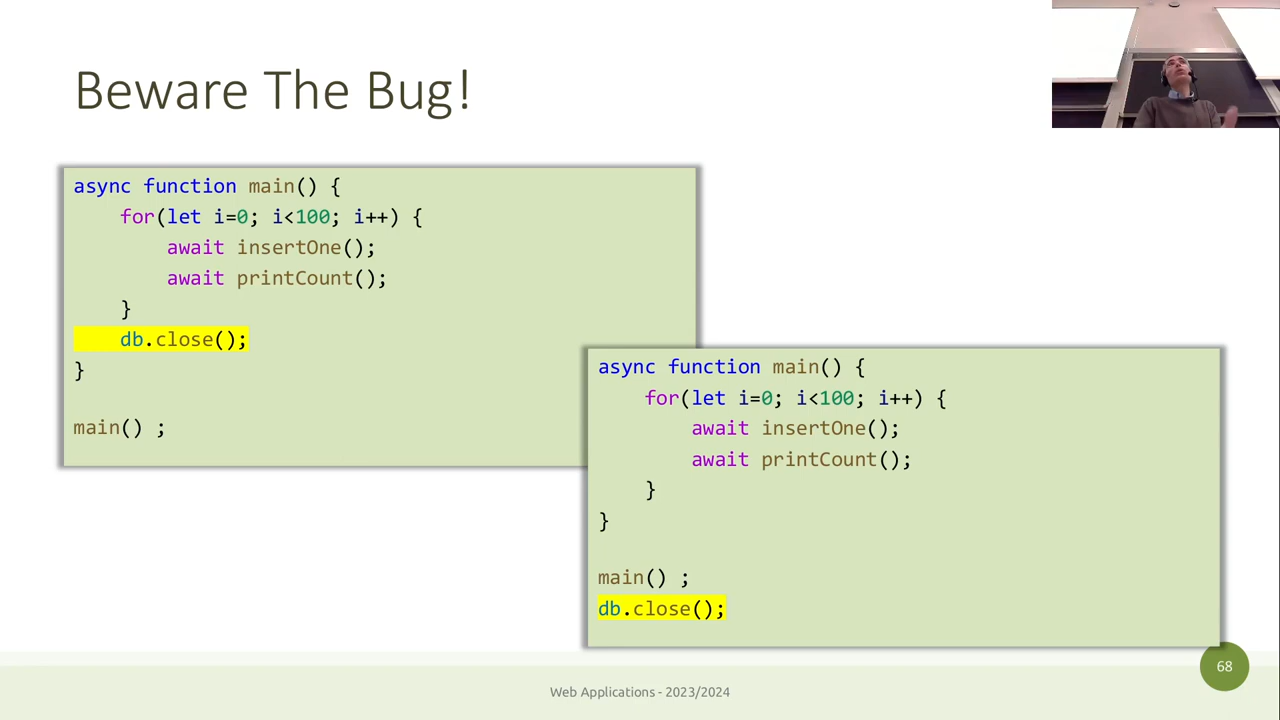 Beware The Bug!
async function main() {
    for(let i=0; i<100; i++) {
        await insertOne();
        await printCount();
    }
    db.close();
}
main() ;
async function main() {
    for(let i=0; i<100; i++) {
        await insertOne();
        await printCount();
    }
}
main() ;
db.close();
68
Web Applications - 2023/2024